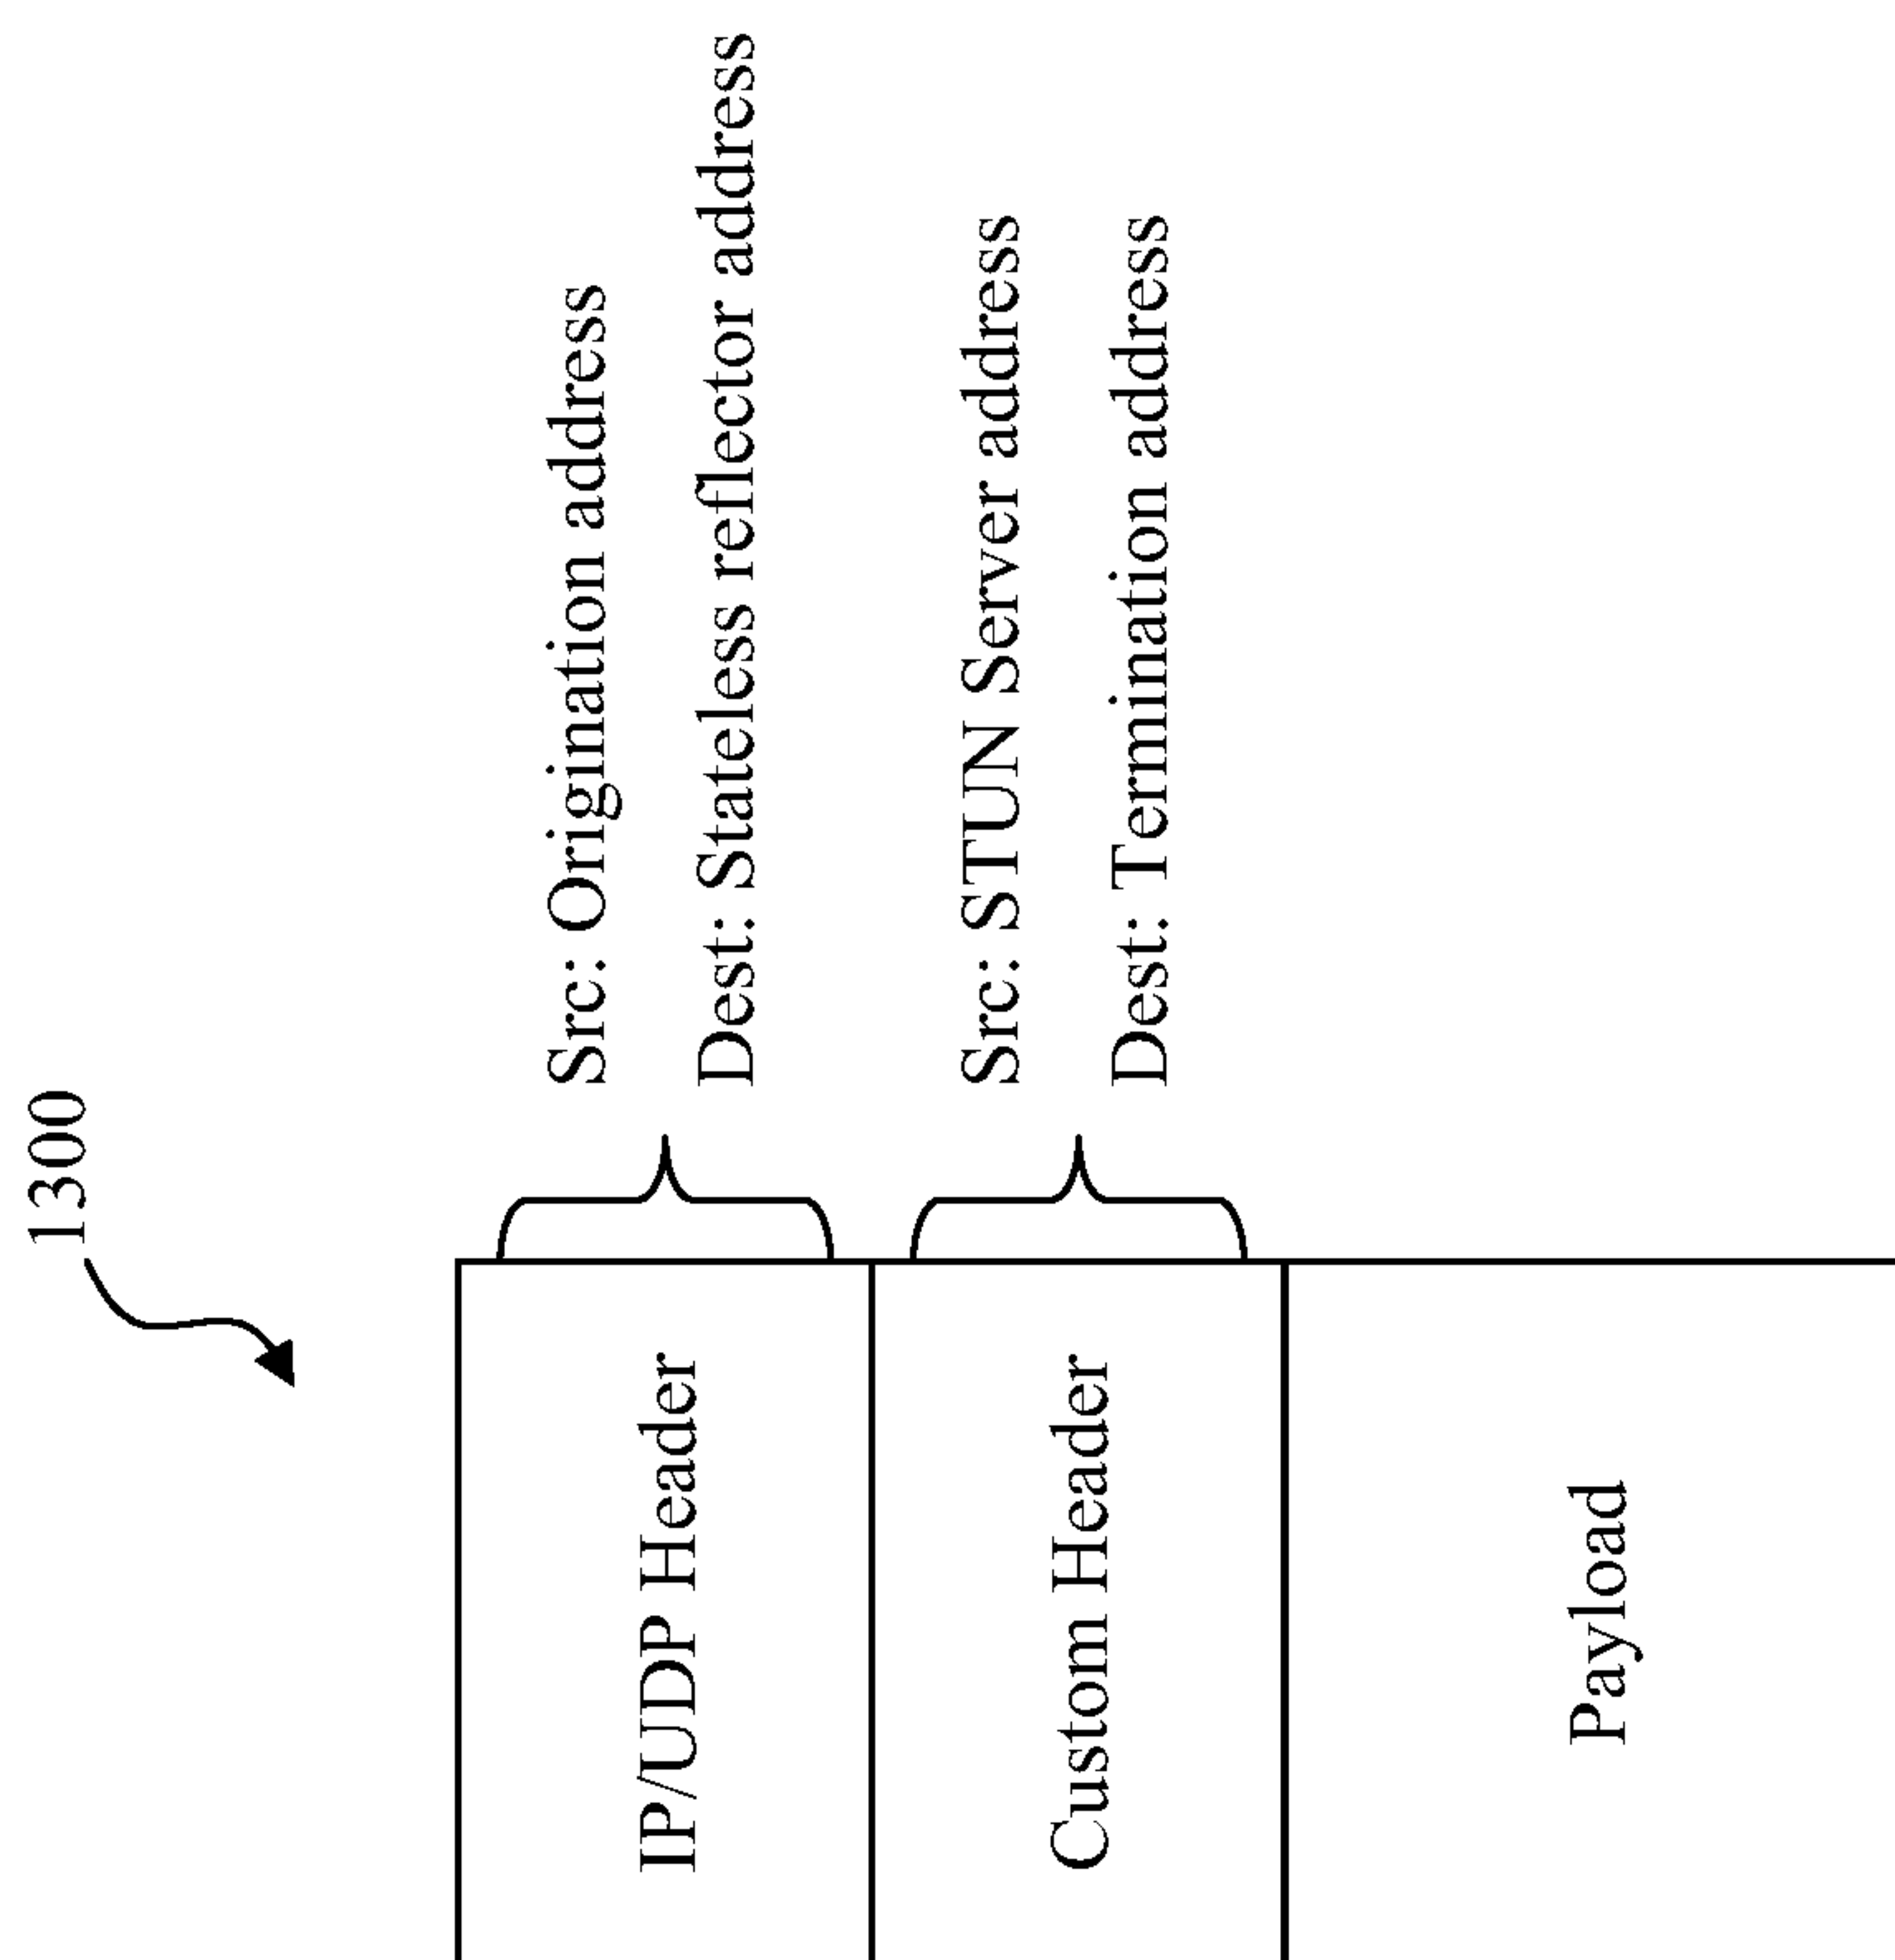 1300
IP/UDP Header
Src: Origination address
Dest: Stateless reflector address
Custom Header
Src: STUN Server address
Dest: Termination address
Payload